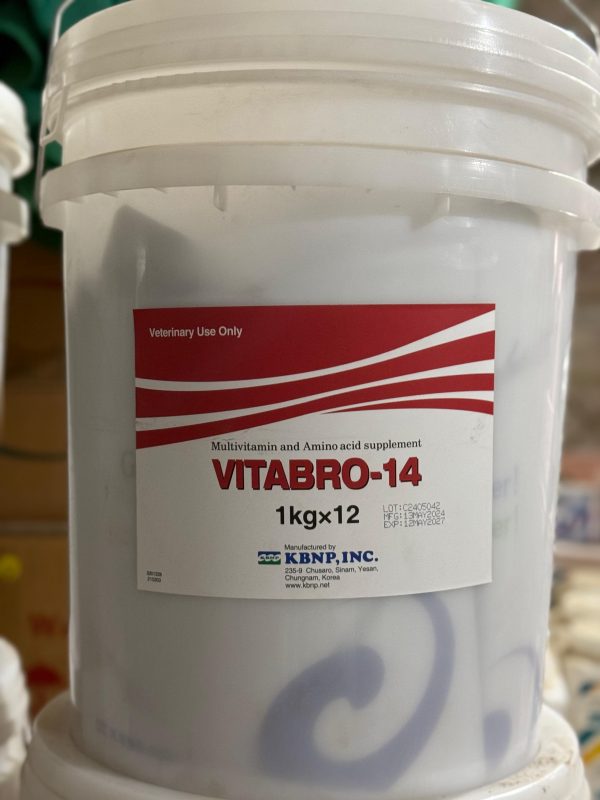 Veterinary Use Only
Multivitamin and Amino acid supplement
VITABRO-14
1kg×12
LOT:C2405042
MFG:13MAY2024
EXP:12MAY2027
Manufactured by
KBNP, INC.
235-9 Chusaro, Sinam, Yesan,
Chungnam, Korea
www.kbnp.net